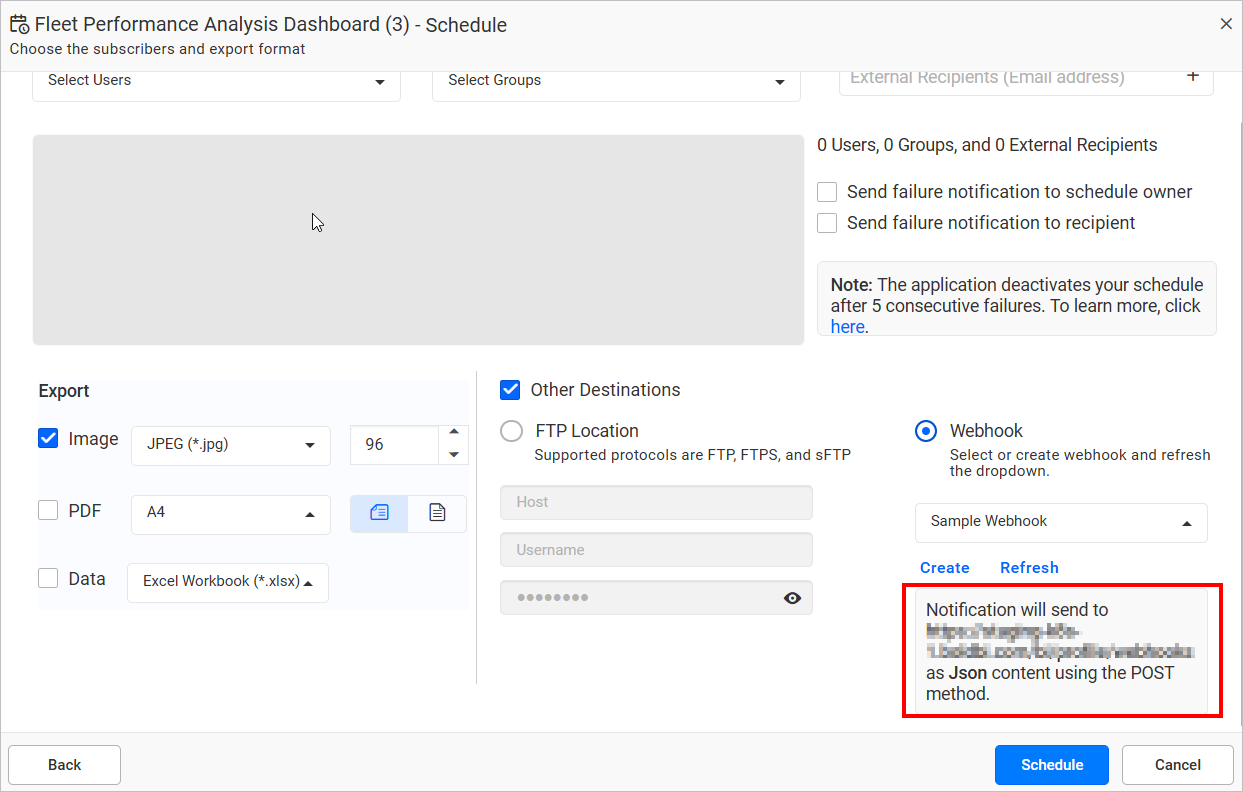 Fleet Performance Analysis Dashboard (3) - Schedule
Choose the subscribers and export format
Select Users
Select Groups
External Recipients (Email address)
0 Users, 0 Groups, and 0 External Recipients
Send failure notification to schedule owner
Send failure notification to recipient
Note: The application deactivates your schedule
after 5 consecutive failures. To learn more, click
here.
Export
Image
JPEG (*.jpg)
96
PDF
A4
Data
Excel Workbook (*.xlsx)
Other Destinations
FTP Location
Supported protocols are FTP, FTPS, and sFTP
Host
Username
Webhook
Select or create webhook and refresh
the dropdown.
Sample Webhook
Create
Refresh
Notification will send to
as Json content using the POST
method.
Back
Schedule
Cancel